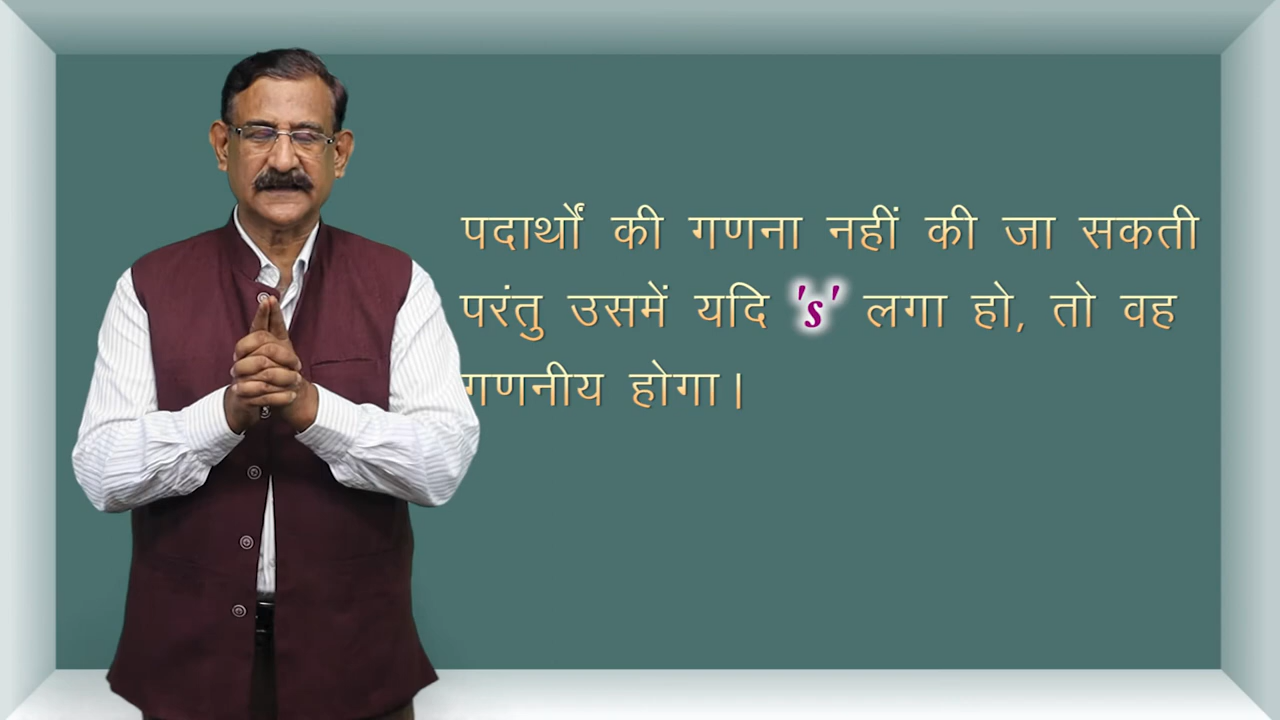 पदार्थों की गणना नहीं की जा सकती
परंतु उसमें यदि 's' लगा हो, तो वह
गणनीय होगा।